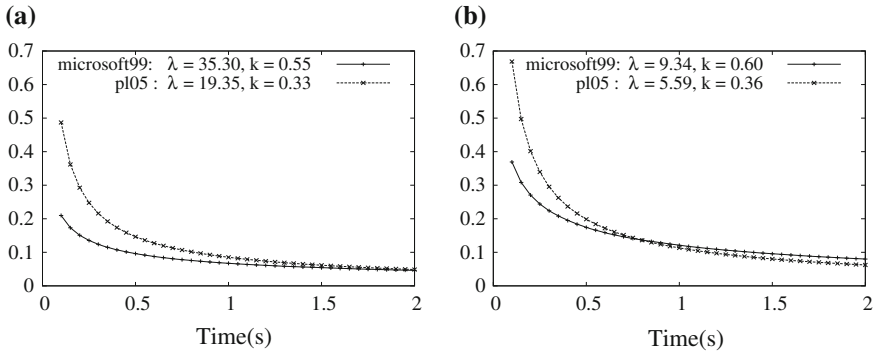 (a)
0.7
0.6
0.5
0.4
0.3
0.2
0.1
0
microsoft99: λ = 35.30, k = 0.55
pl05 : λ = 19.35, k = 0.33
0 0.5 1 1.5 2
Time(s)
(b)
0.7
0.6
0.5
0.4
0.3
0.2
0.1
0
microsoft99: λ = 9.34, k = 0.60
pl05 : λ = 5.59, k = 0.36
0 0.5 1 1.5 2
Time(s)